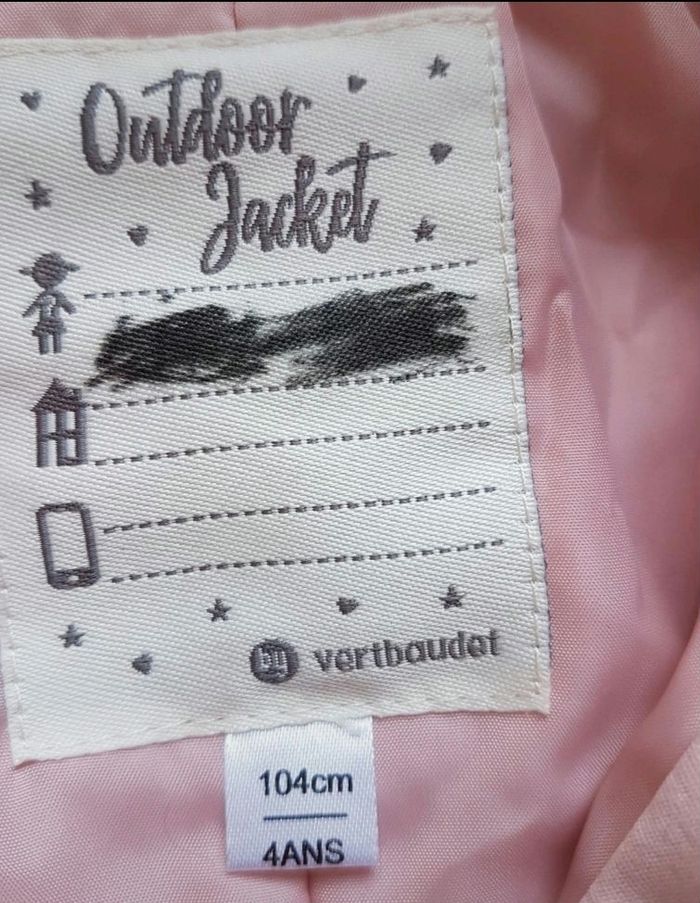 Outdoor
Jacket
vertbaudet
104cm
4ANS